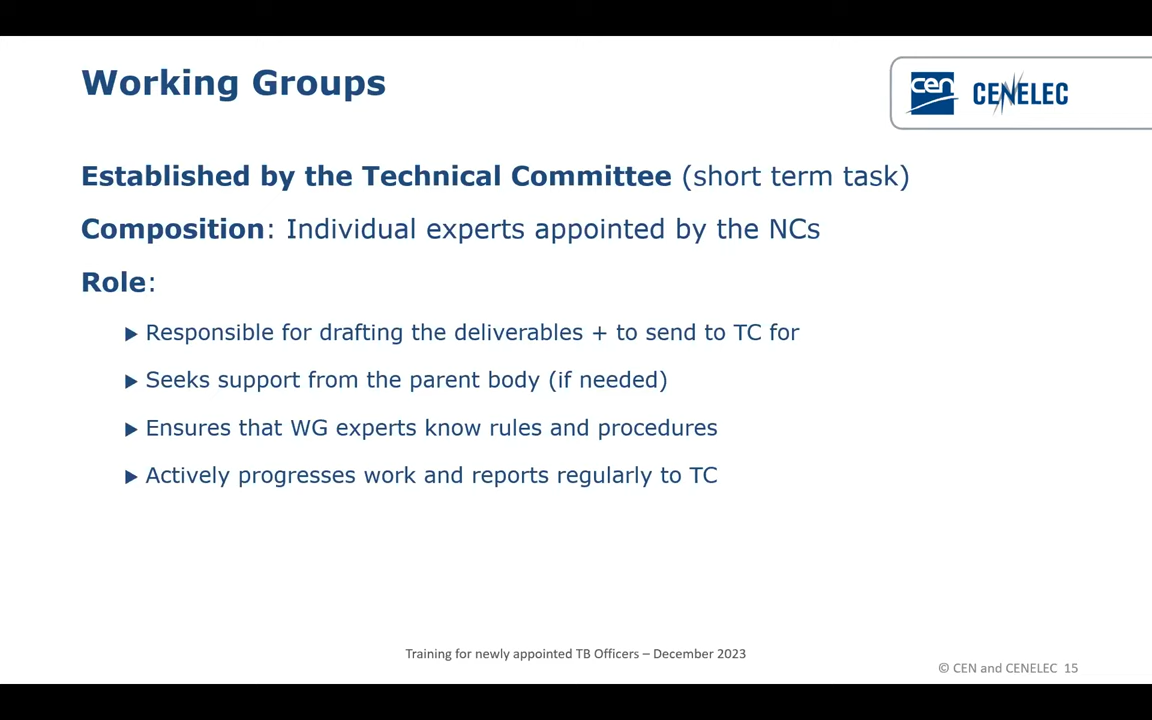 Working Groups
cen CENELEC
Established by the Technical Committee (short term task)
Composition: Individual experts appointed by the NCs
Role:
▶ Responsible for drafting the deliverables + to send to TC for
▶ Seeks support from the parent body (if needed)
▶ Ensures that WG experts know rules and procedures
▶ Actively progresses work and reports regularly to TC
Training for newly appointed TB Officers – December 2023
© CEN and CENELEC 15